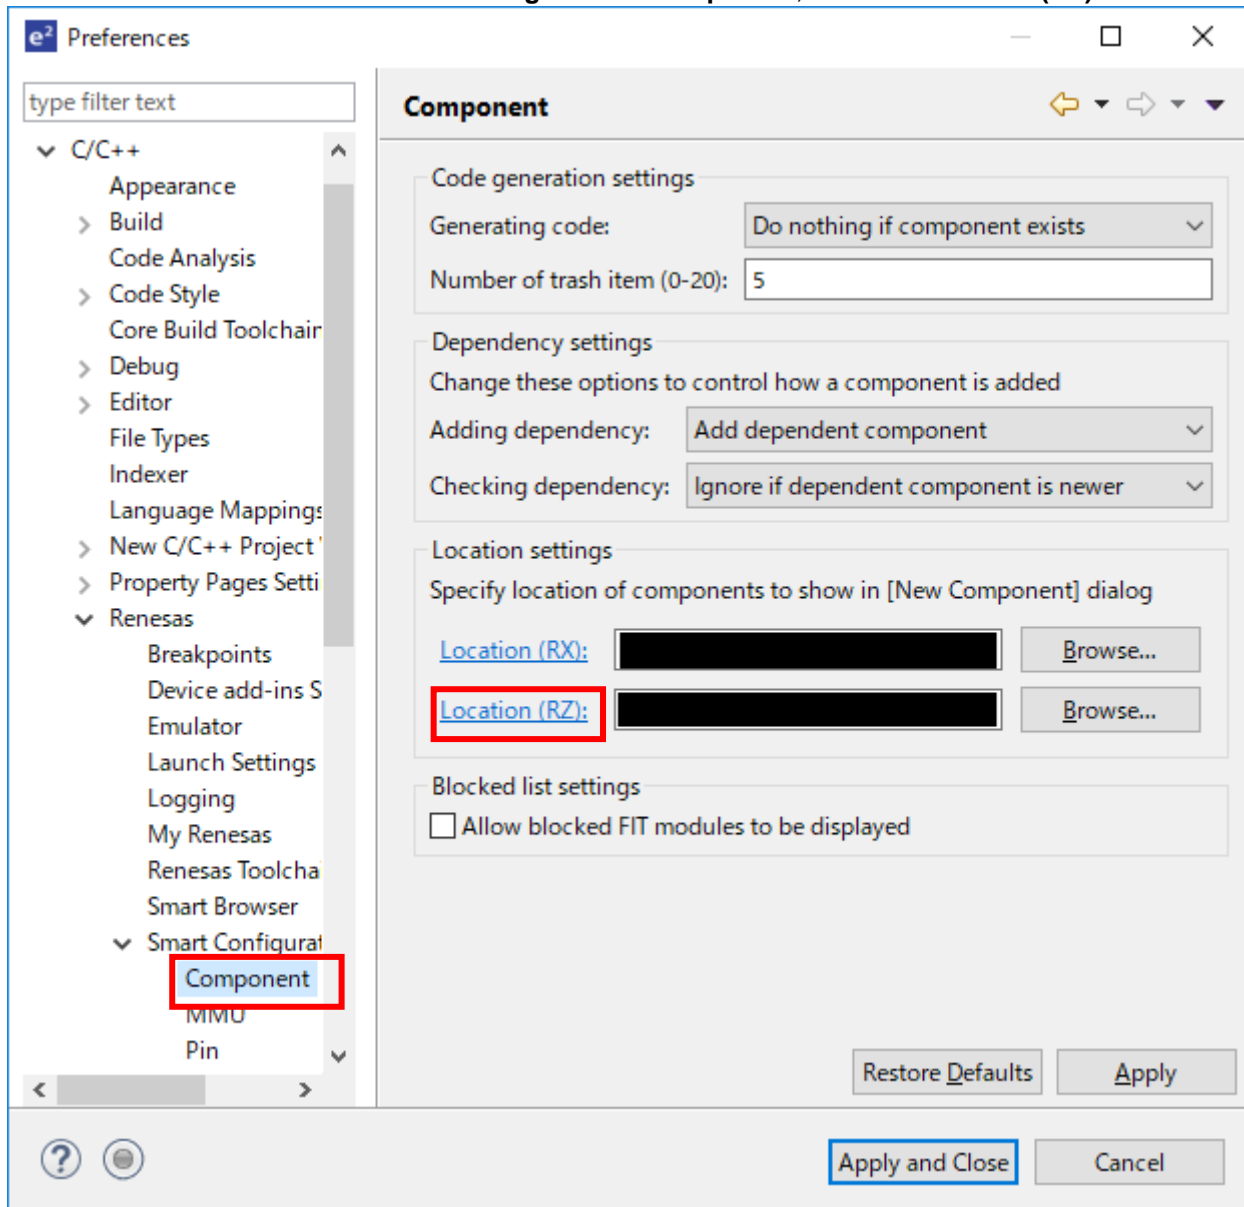 e² Preferences
type filter text
C/C++
Appearance
Build
Code Analysis
Code Style
Core Build Toolchain
Debug
Editor
File Types
Indexer
Language Mappings
New C/C++ Project
Property Pages Setti
Renesas
Breakpoints
Device add-ins S
Emulator
Launch Settings
Logging
My Renesas
Renesas Toolcha
Smart Browser
Smart Configurat
Component
MMU
Pin
Component
Code generation settings
Generating code: Do nothing if component exists
Number of trash item (0-20): 5
Dependency settings
Change these options to control how a component is added
Adding dependency: Add dependent component
Checking dependency: Ignore if dependent component is newer
Location settings
Specify location of components to show in [New Component] dialog
Location (RX): Browse...
Location (RZ): Browse...
Blocked list settings
Allow blocked FIT modules to be displayed
Restore Defaults Apply
? Apply and Close Cancel